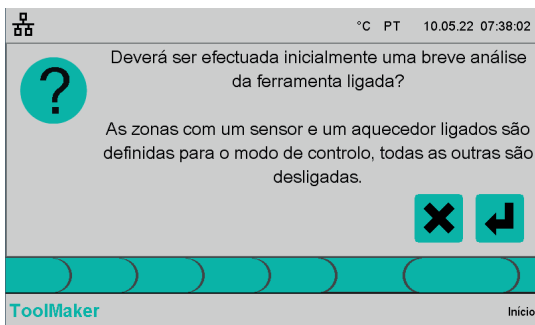 °C PT 10.05.22 07:38:02
Deverá ser efectuada inicialmente uma breve análise
da ferramenta ligada?
As zonas com um sensor e um aquecedor ligados são
definidas para o modo de controlo, todas as outras são
desligadas.
ToolMaker
Início